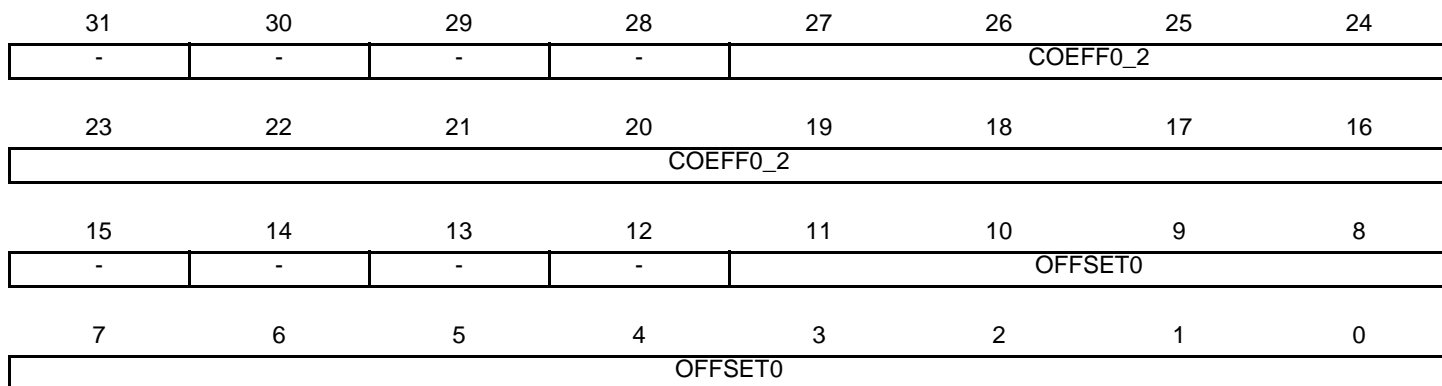 31 30 29 28 27 26 25 24
- - - - COEFF0_2
23 22 21 20 19 18 17 16
COEFF0_2
15 14 13 12 11 10 9 8
- - - - OFFSET0
7 6 5 4 3 2 1 0
OFFSET0